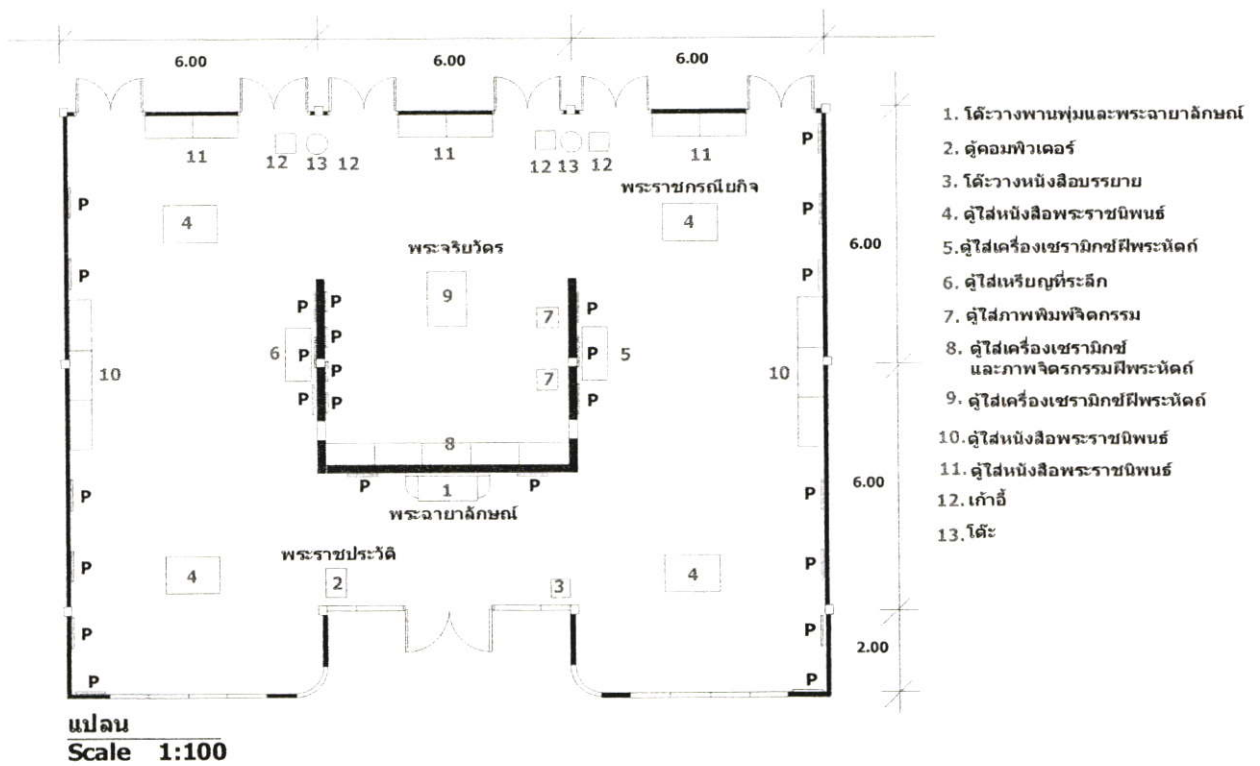 6.00 6.00 6.00
11 12 13 12 11 12 13 12 11
P
พระราชกรณียกิจ
P 4 4 P
6.00
พระจริยวัตร
P P
9
P P 7 P
6 P P P 5
10 P 7 10
P P P
8
6.00
P 1 P
P P
พระฉายาลักษณ์
พระราชประวัติ
P 4 2 3 4 P
P P
2.00
P P
แปลน
Scale 1:100
1. โต๊ะวางพานพุ่มและพระฉายาลักษณ์
2. ตู้คอมพิวเตอร์
3. โต๊ะวางหนังสือบรรยาย
4. ตู้ใส่หนังสือพระราชนิพนธ์
5. ตู้ใส่เครื่องเซรามิกซ์ฝีพระหัตถ์
6. ตู้ใส่เหรียญที่ระลึก
7. ตู้ใส่ภาพพิมพ์จิตกรรม
8. ตู้ใส่เครื่องเซรามิกซ์
และภาพจิตรกรรมฝีพระหัตถ์
9. ตู้ใส่เครื่องเซรามิกซ์ฝีพระหัตถ์
10. ตู้ใส่หนังสือพระราชนิพนธ์
11. ตู้ใส่หนังสือพระราชนิพนธ์
12. เก้าอี้
13. โต๊ะ